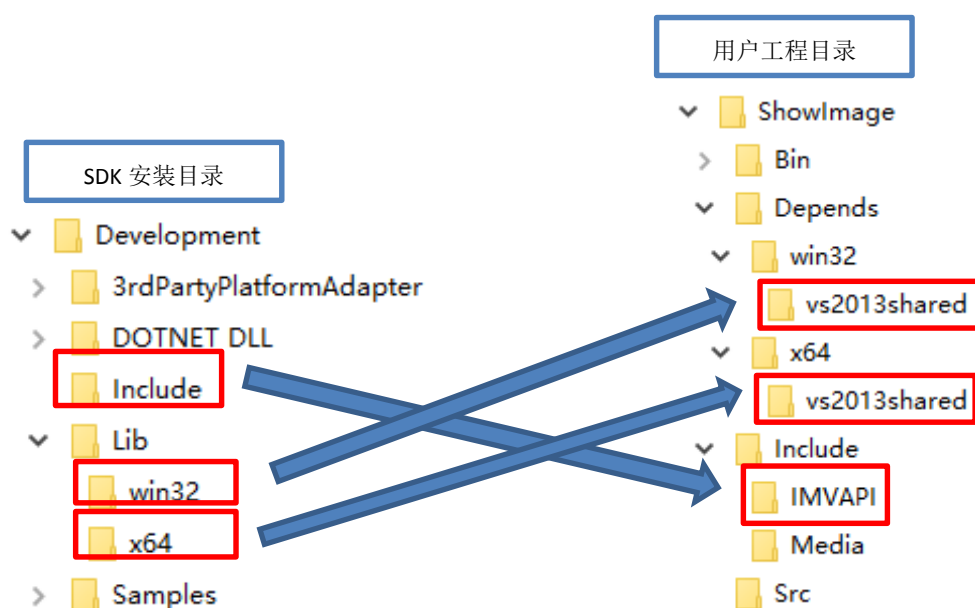 SDK 安装目录
Development
3rdPartyPlatformAdapter
DOTNET DLL
Include
Lib
win32
x64
Samples
用户工程目录
ShowImage
Bin
Depends
win32
vs2013shared
x64
vs2013shared
Include
IMVAPI
Media
Src